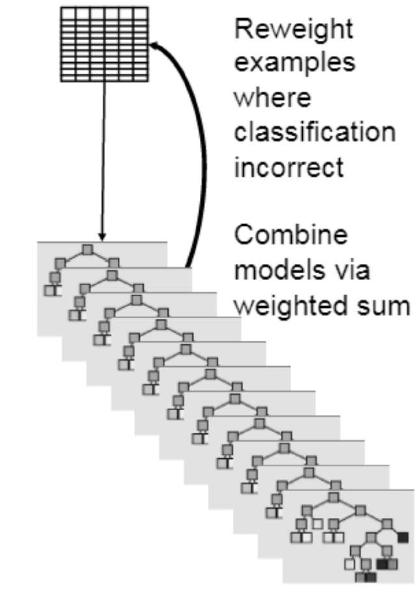 Reweight
examples
where
classification
incorrect
Combine
models via
weighted sum